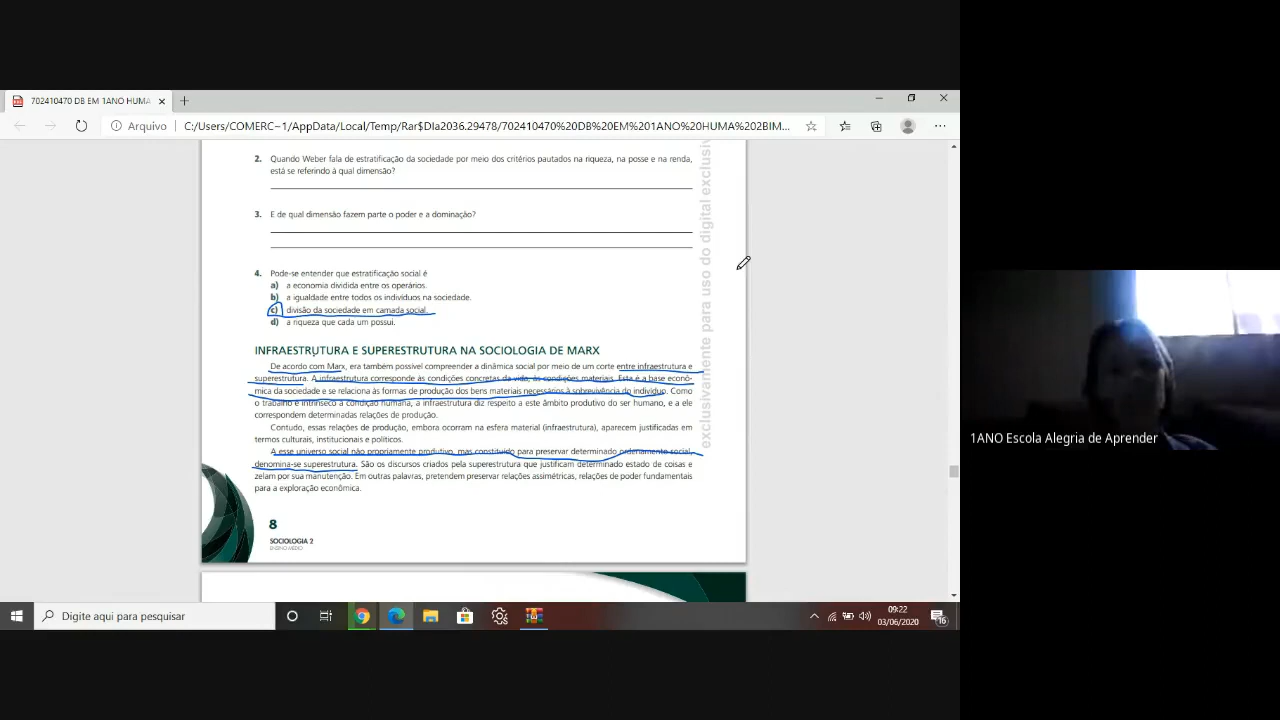 702410470 DB EM 1ANO HUMA
Arquivo
C:/Users/COMERC~1/AppData/Local/Temp/Rar$DIa2036.29478/702410470%20DB%20EM%201ANO%20HUMA%202BIM...
2. Quando Weber fala de estratificação da sociedade por meio dos critérios pautados na riqueza, na posse e na renda,
está se referindo à qual dimensão?
3. E de qual dimensão fazem parte o poder e a dominação?
4. Pode-se entender que estratificação social é
a) a economia dividida entre os operários.
b) a igualdade entre todos os indivíduos na sociedade.
c) divisão da sociedade em camada social.
d) a riqueza que cada um possui.
INFRAESTRUTURA E SUPERESTRUTURA NA SOCIOLOGIA DE MARX
De acordo com Marx, era também possível compreender a dinâmica social por meio de um corte entre infraestrutura e
superestrutura. A infraestrutura corresponde às condições concretas da vida, às condições materiais. Esta é a base econô-
mica da sociedade e se relaciona às formas de produção dos bens materiais necessários à sobrevivência do indivíduo. Como
o trabalho é intrínseco à condição humana, a infraestrutura diz respeito a este âmbito produtivo do ser humano, e a ele
correspondem determinadas relações de produção.
Contudo, essas relações de produção, embora ocorram na esfera material (infraestrutura), aparecem justificadas em
termos culturais, institucionais e políticos.
A esse universo social não propriamente produtivo, mas constituído para preservar determinado ordenamento social,
denomina-se superestrutura. São os discursos criados pela superestrutura que justificam determinado estado de coisas e
zelam por sua manutenção. Em outras palavras, pretendem preservar relações assimétricas, relações de poder fundamentais
para a exploração econômica.
8
SOCIOLOGIA 2
ENSINO MÉDIO
exclusivamente para uso do digital exclusiv
1ANO Escola Alegria de Aprender
Digite aqui para pesquisar
09:22
03/06/2020
16